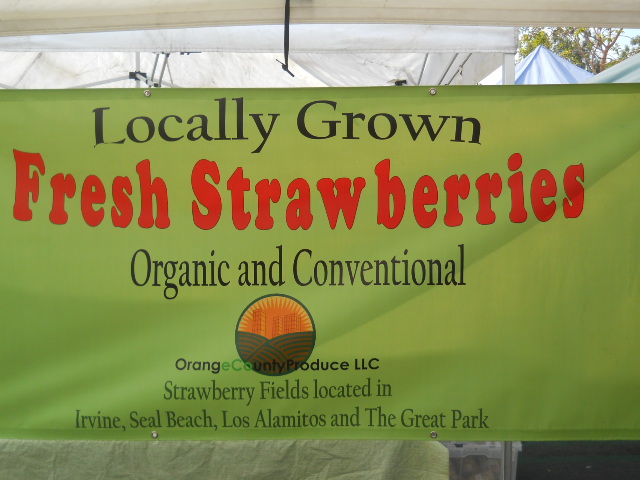 Locally Grown
Fresh Strawberries
Organic and Conventional
OrangeCountyProduce LLC
Strawberry Fields located in
Irvine, Seal Beach, Los Alamitos and The Great Park